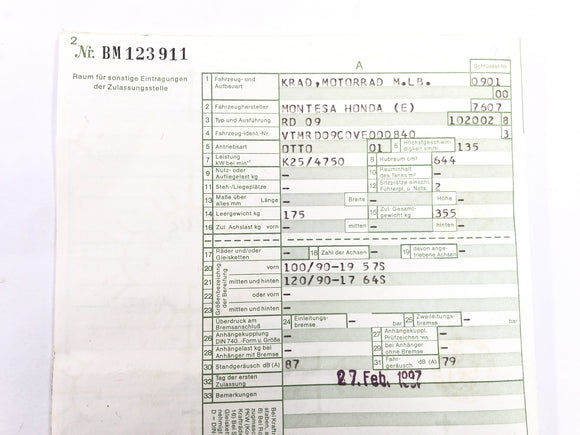 2
Nr. BM 123911
Raum für sonstige Eintragungen
der Zulassungsstelle
A
Schlüssel-Nr.
1 Fahrzeug- und Aufbauart KRAD,MOTORRAD M.LB. 0901
00
2 Fahrzeughersteller MONTESA HONDA (E) 7607
3 Typ und Ausführung RD 09 102002 8
4 Fahrzeug-Ident.-Nr. VTMRD09C0VE000840 3
5 Antriebsart OTTO 01 6 Höchstgeschwindigkeit km/h 135
7 Leistung kW bei min⁻¹ K25/4750 8 Hubraum cm³ 644
9 Nutz- oder Aufliegelast kg – 10 Rauminhalt des Tanks m³ –
11 Steh-/Liegeplätze – 12 Sitzplätze einschl. Führerpl. u. Nots. 2
13 Maße über alles mm Länge – Breite – Höhe –
14 Leergewicht kg 175 15 Zul. Gesamtgewicht kg 355
16 Zul. Achslast kg vorn – mitten – hinten –
17 Räder und/oder Gleisketten – 18 Zahl der Achsen – 19 davon angetriebene Achsen –
Größenbezeichng der Bereifung
20 vorn 100/90-19 57S
21 mitten und hinten 120/90-17 64S
22 oder vorn –
23 mitten und hinten –
Überdruck am Bremsanschluß 24 Einleitungsbremse – bar 25 Zweileitungsbremse – bar
26 Anhängekupplung DIN 740.,-Form u. Größe – 27 Anhängekuppl. Prüfzeichen –
28 Anhängelast kg bei Anhänger mit Bremse – 29 bei Anhänger ohne Bremse –
30 Standgeräusch dB (A) 87 31 Fahrgeräusch dB (A) 79
32 Tag der ersten Zulassung 27. Feb. 1997
33 Bemerkungen